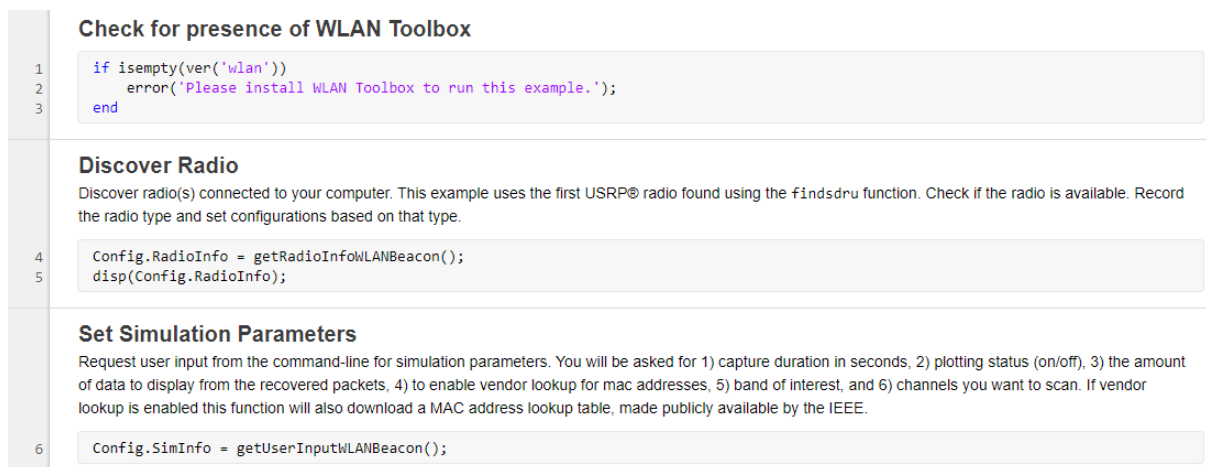 Check for presence of WLAN Toolbox
1 if isempty(ver('wlan'))
2 error('Please install WLAN Toolbox to run this example.');
3 end
Discover Radio
Discover radio(s) connected to your computer. This example uses the first USRP® radio found using the findsdru function. Check if the radio is available. Record
the radio type and set configurations based on that type.
4 Config.RadioInfo = getRadioInfoWLANBeacon();
5 disp(Config.RadioInfo);
Set Simulation Parameters
Request user input from the command-line for simulation parameters. You will be asked for 1) capture duration in seconds, 2) plotting status (on/off), 3) the amount
of data to display from the recovered packets, 4) to enable vendor lookup for mac addresses, 5) band of interest, and 6) channels you want to scan. If vendor
lookup is enabled this function will also download a MAC address lookup table, made publicly available by the IEEE.
6 Config.SimInfo = getUserInputWLANBeacon();